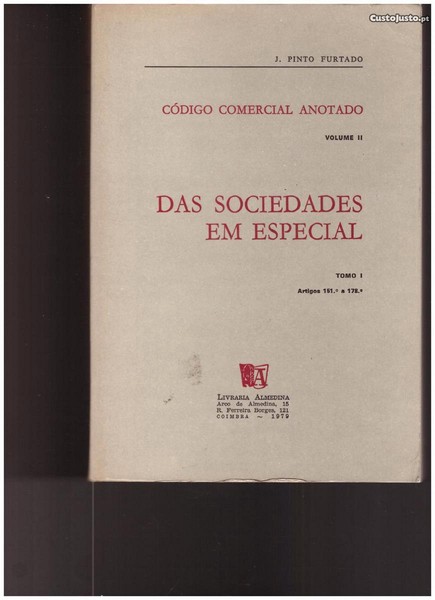 CustoJusto.pt
J. PINTO FURTADO
CÓDIGO COMERCIAL ANOTADO
VOLUME II
DAS SOCIEDADES
EM ESPECIAL
TOMO I
Artigos 151.º a 178.º
A
LIVRARIA ALMEDINA
Arco de Almedina, 15
R. Ferreira Borges, 121
COIMBRA — 1979